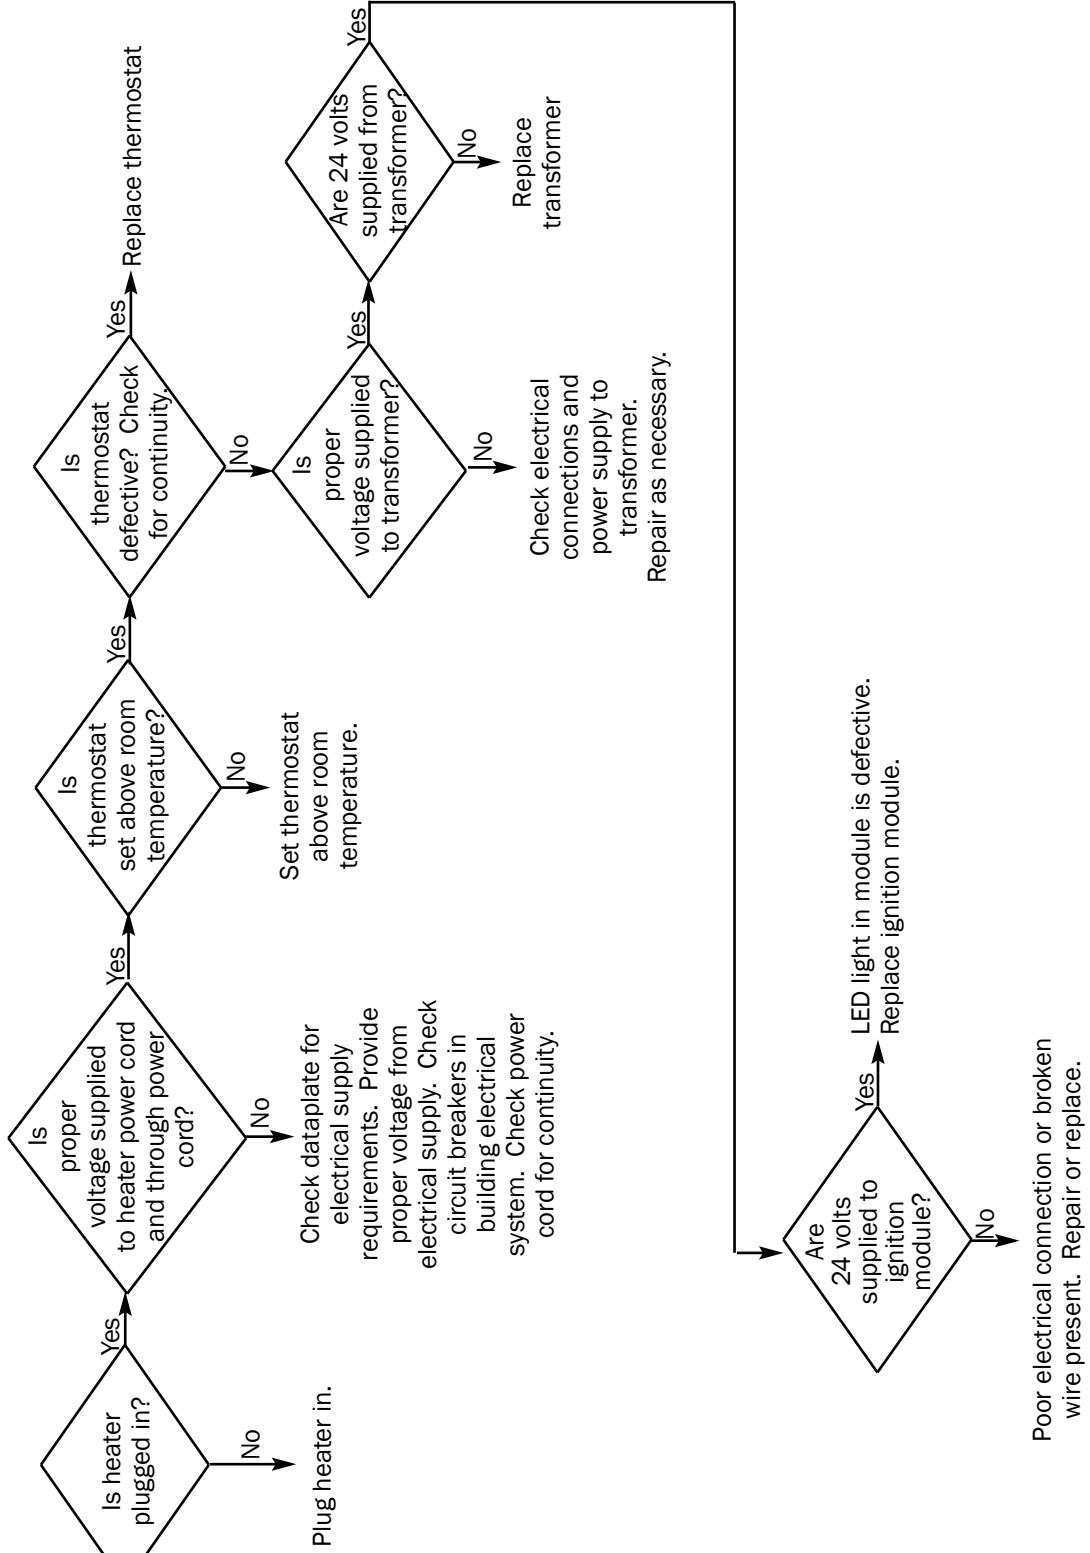 Is heater
plugged in?
Yes
No
Plug heater in.
Is
proper
voltage supplied
to heater power cord
and through power
cord?
Yes
No
Check dataplate for
electrical supply
requirements. Provide
proper voltage from
electrical supply. Check
circuit breakers in
building electrical
system. Check power
cord for continuity.
Is
thermostat
set above room
temperature?
Yes
No
Set thermostat
above room
temperature.
Is
thermostat
defective? Check
for continuity.
Yes
Replace thermostat
No
Is
proper
voltage supplied
to transformer?
Yes
No
Check electrical
connections and
power supply to
transformer.
Repair as necessary.
Are 24 volts
supplied from
transformer?
Yes
No
Replace
transformer
Are
24 volts
supplied to
ignition
module?
Yes
LED light in module is defective.
Replace ignition module.
No
Poor electrical connection or broken
wire present. Repair or replace.